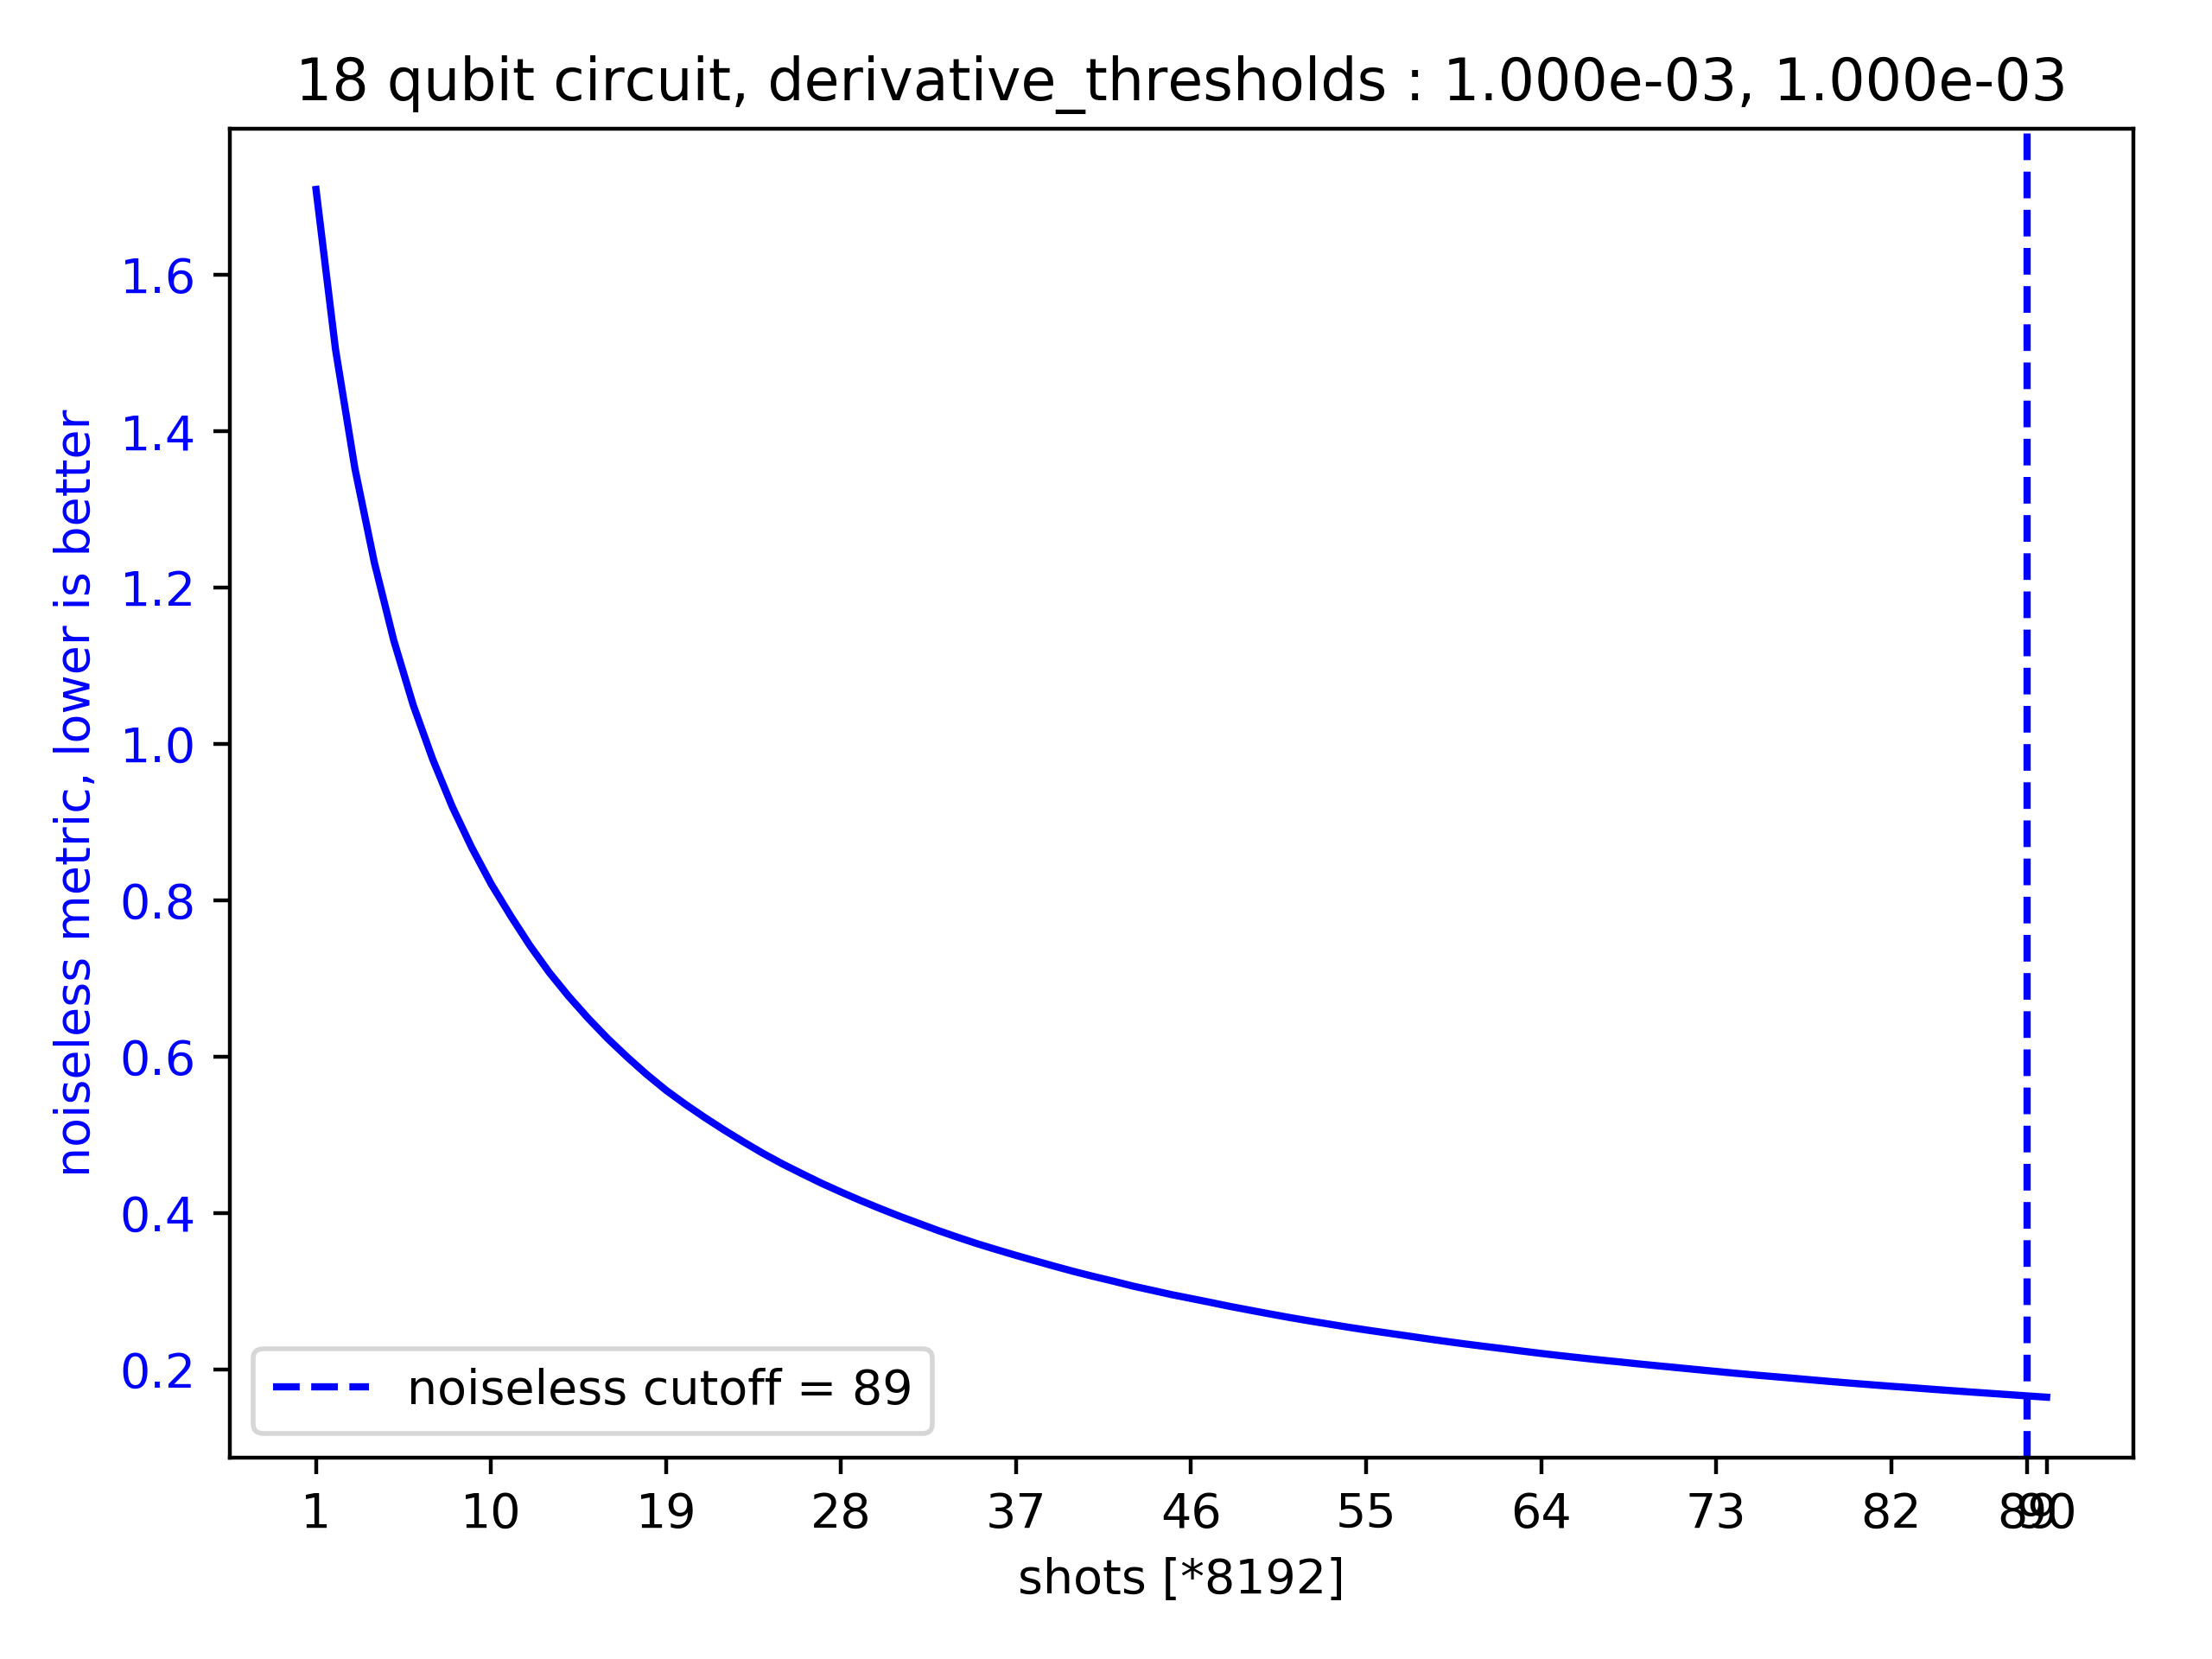 18 qubit circuit, derivative_thresholds : 1.000e-03, 1.000e-03
noiseless metric, lower is better
1.6
1.4
1.2
1.0
0.8
0.6
0.4
0.2
noiseless cutoff = 89
1 10 19 28 37 46 55 64 73 82 89 90
shots [*8192]